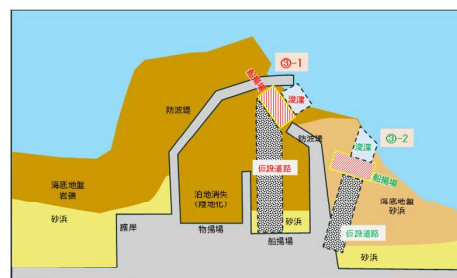 ③-1
船揚場
浚渫
防波堤
防波堤
③-2
浚渫
船揚場
仮設道路
海底地盤
岩礁
泊地消失
(陸地化)
海底地盤
砂浜
砂浜
砂浜
護岸
物揚場
船揚場
仮設道路